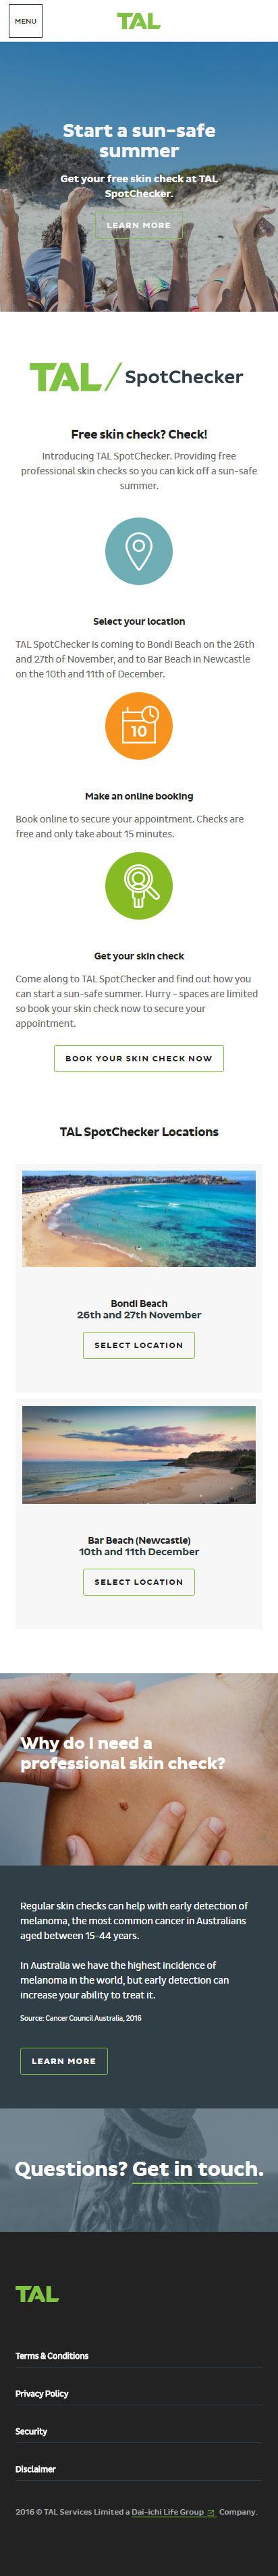 MENU
TAL
Start a sun-safe
summer
Get your free skin check at TAL
SpotChecker.
LEARN MORE
TAL/SpotChecker
Free skin check? Check!
Introducing TAL SpotChecker. Providing free
professional skin checks so you can kick off a sun-safe
summer.
Select your location
TAL SpotChecker is coming to Bondi Beach on the 26th
and 27th of November, and to Bar Beach in Newcastle
on the 10th and 11th of December.
10
Make an online booking
Book online to secure your appointment. Checks are
free and only take about 15 minutes.
Get your skin check
Come along to TAL SpotChecker and find out how you
can start a sun-safe summer. Hurry - spaces are limited
so book your skin check now to secure your
appointment.
BOOK YOUR SKIN CHECK NOW
TAL SpotChecker Locations
Bondi Beach
26th and 27th November
SELECT LOCATION
Bar Beach (Newcastle)
10th and 11th December
SELECT LOCATION
Why do I need a
professional skin check?
Regular skin checks can help with early detection of
melanoma, the most common cancer in Australians
aged between 15-44 years.
In Australia we have the highest incidence of
melanoma in the world, but early detection can
increase your ability to treat it.
Source: Cancer Council Australia, 2016
LEARN MORE
Questions? Get in touch.
TAL
Terms & Conditions
Privacy Policy
Security
Disclaimer
2016 © TAL Services Limited a Dai-ichi Life Group Company.